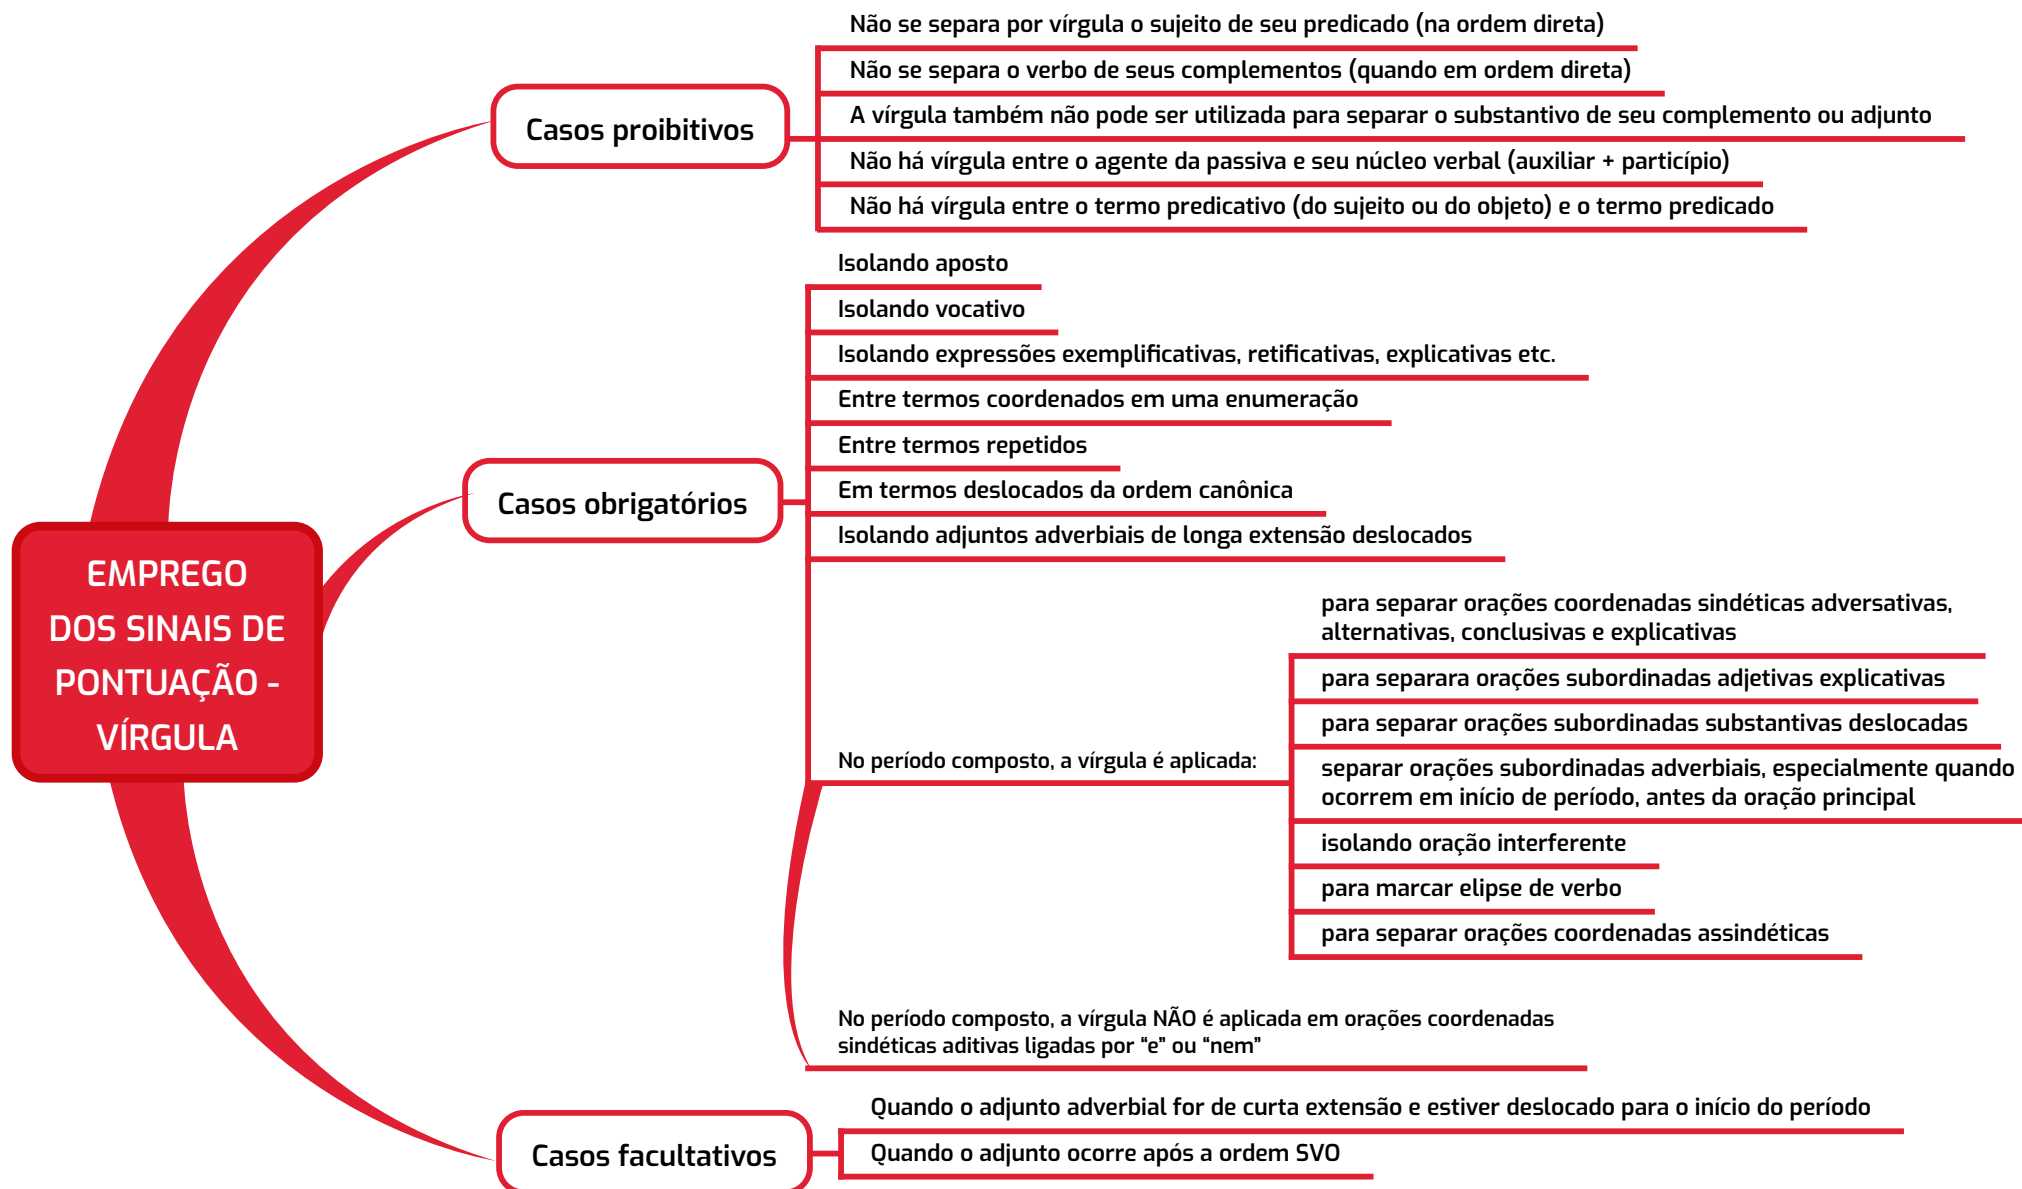 EMPREGO
DOS SINAIS DE
PONTUAÇÃO -
VÍRGULA
Casos proibitivos
Não se separa por vírgula o sujeito de seu predicado (na ordem direta)
Não se separa o verbo de seus complementos (quando em ordem direta)
A vírgula também não pode ser utilizada para separar o substantivo de seu complemento ou adjunto
Não há vírgula entre o agente da passiva e seu núcleo verbal (auxiliar + particípio)
Não há vírgula entre o termo predicativo (do sujeito ou do objeto) e o termo predicado
Casos obrigatórios
Isolando aposto
Isolando vocativo
Isolando expressões exemplificativas, retificativas, explicativas etc.
Entre termos coordenados em uma enumeração
Entre termos repetidos
Em termos deslocados da ordem canônica
Isolando adjuntos adverbiais de longa extensão deslocados
No período composto, a vírgula é aplicada:
para separar orações coordenadas sindéticas adversativas,
alternativas, conclusivas e explicativas
para separara orações subordinadas adjetivas explicativas
para separar orações subordinadas substantivas deslocadas
separar orações subordinadas adverbiais, especialmente quando
ocorrem em início de período, antes da oração principal
isolando oração interferente
para marcar elipse de verbo
para separar orações coordenadas assindéticas
No período composto, a vírgula NÃO é aplicada em orações coordenadas
sindéticas aditivas ligadas por “e” ou “nem”
Casos facultativos
Quando o adjunto adverbial for de curta extensão e estiver deslocado para o início do período
Quando o adjunto ocorre após a ordem SVO